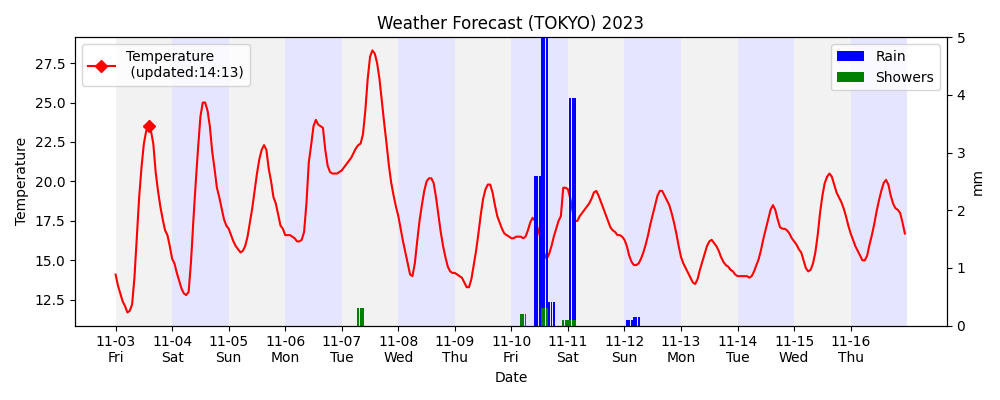 Weather Forecast (TOKYO) 2023
Temperature
(updated:14:13)
Rain
Showers
Temperature
27.5
25.0
22.5
20.0
17.5
15.0
12.5
5
4
3
2
1
0
mm
11-03 11-04 11-05 11-06 11-07 11-08 11-09 11-10 11-11 11-12 11-13 11-14 11-15 11-16
Fri Sat Sun Mon Tue Wed Thu Fri Sat Sun Mon Tue Wed Thu
Date